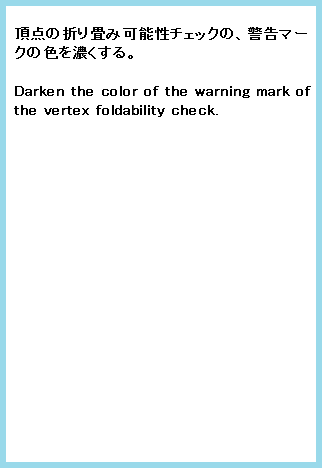 頂点の折り畳み可能性チェックの、警告マー
クの色を濃くする。
Darken the color of the warning mark of
the vertex foldability check.